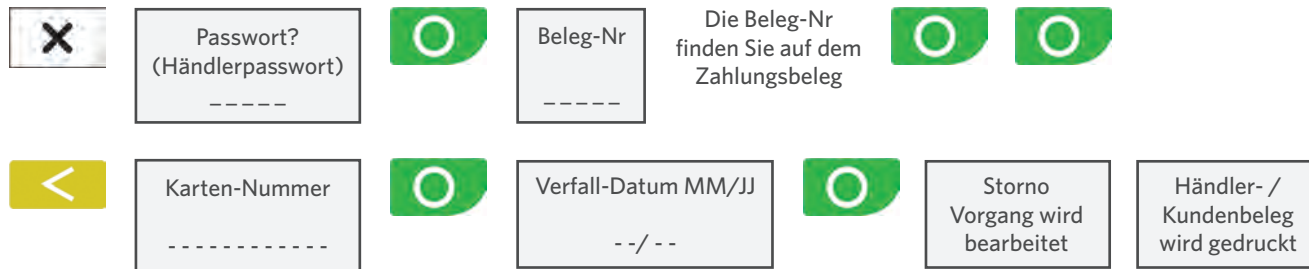 Passwort?
(Händlerpasswort)
_ _ _ _ _
Beleg-Nr
_ _ _ _ _
Die Beleg-Nr
finden Sie auf dem
Zahlungsbeleg
Karten-Nummer
- - - - - - - - - - - -
Verfall-Datum MM/JJ
- -/ - -
Storno
Vorgang wird
bearbeitet
Händler- /
Kundenbeleg
wird gedruckt